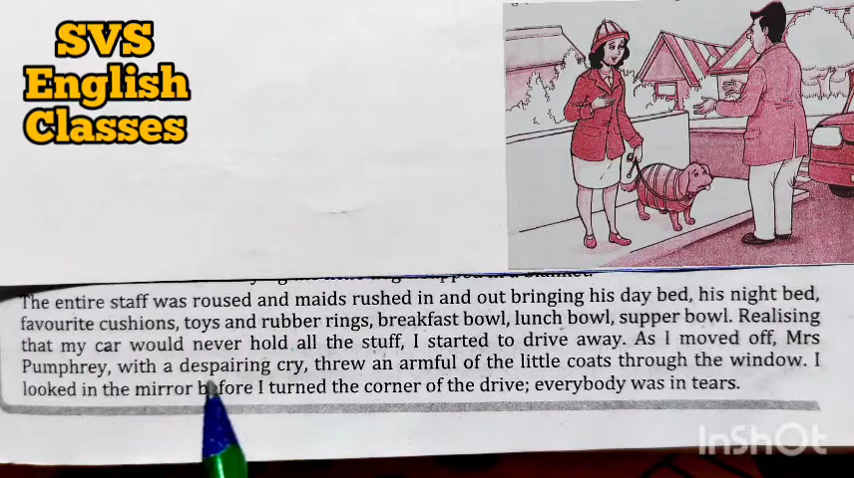 SVS
English
Classes
The entire staff was roused and maids rushed in and out bringing his day bed, his night bed,
favourite cushions, toys and rubber rings, breakfast bowl, lunch bowl, supper bowl. Realising
that my car would never hold all the stuff, I started to drive away. As I moved off, Mrs
Pumphrey, with a despairing cry, threw an armful of the little coats through the window. I
looked in the mirror before I turned the corner of the drive; everybody was in tears.
InShOt